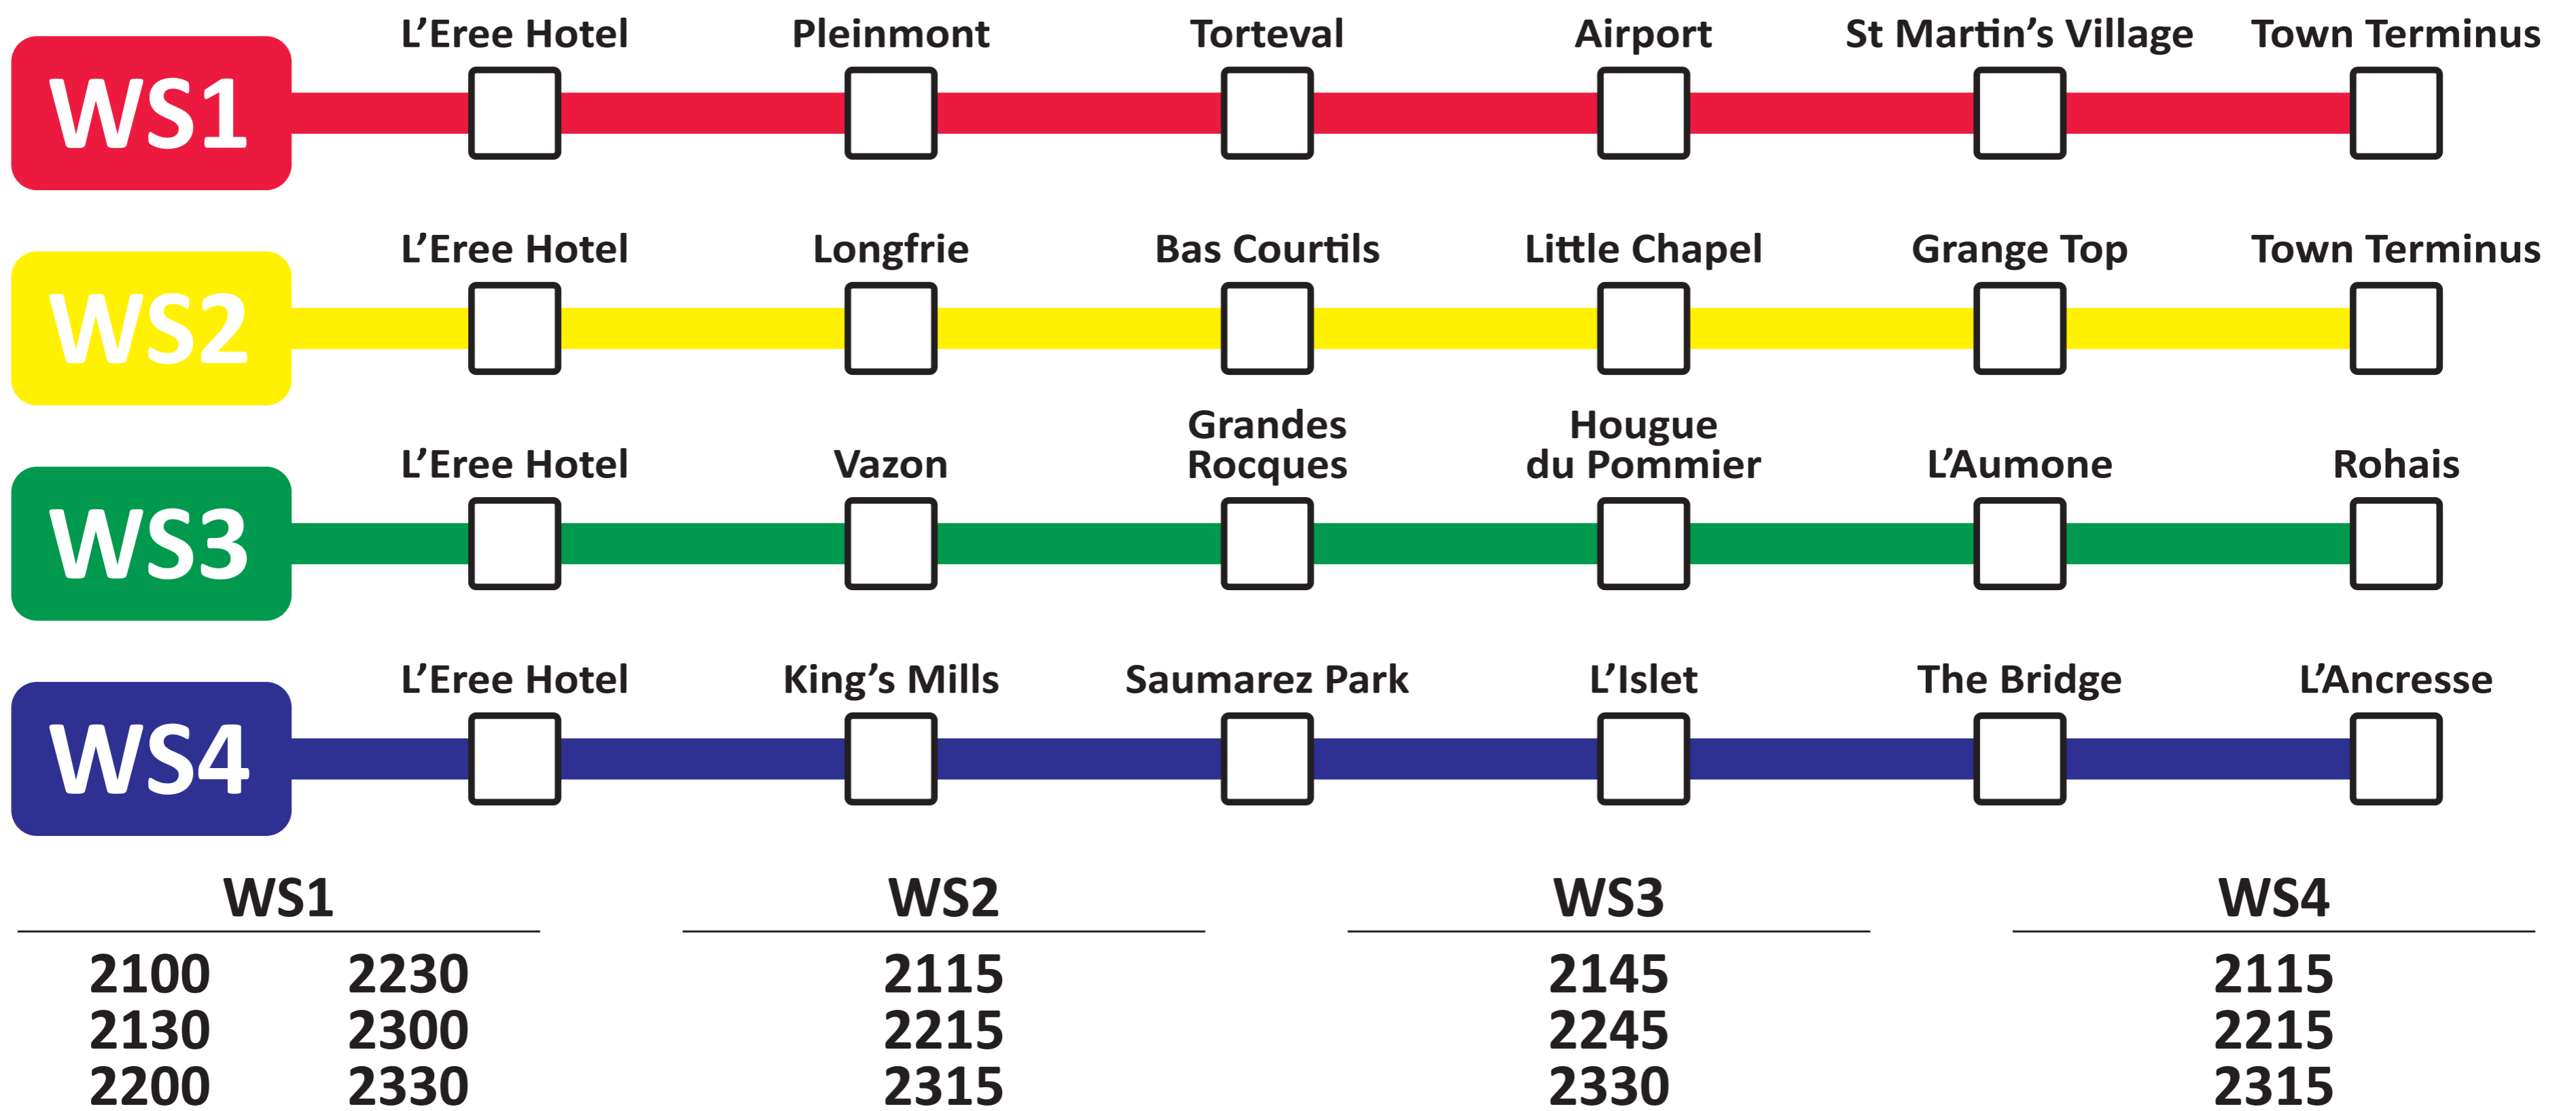 L’Eree Hotel Pleinmont Torteval Airport St Martin’s Village Town Terminus
WS1
L’Eree Hotel Longfrie Bas Courtils Little Chapel Grange Top Town Terminus
WS2
Grandes Hougue
L’Eree Hotel Vazon Rocques du Pommier L’Aumone Rohais
WS3
L’Eree Hotel King’s Mills Saumarez Park L’Islet The Bridge L’Ancresse
WS4
WS1 WS2 WS3 WS4
2100 2230 2115 2145 2115
2130 2300 2215 2245 2215
2200 2330 2315 2330 2315